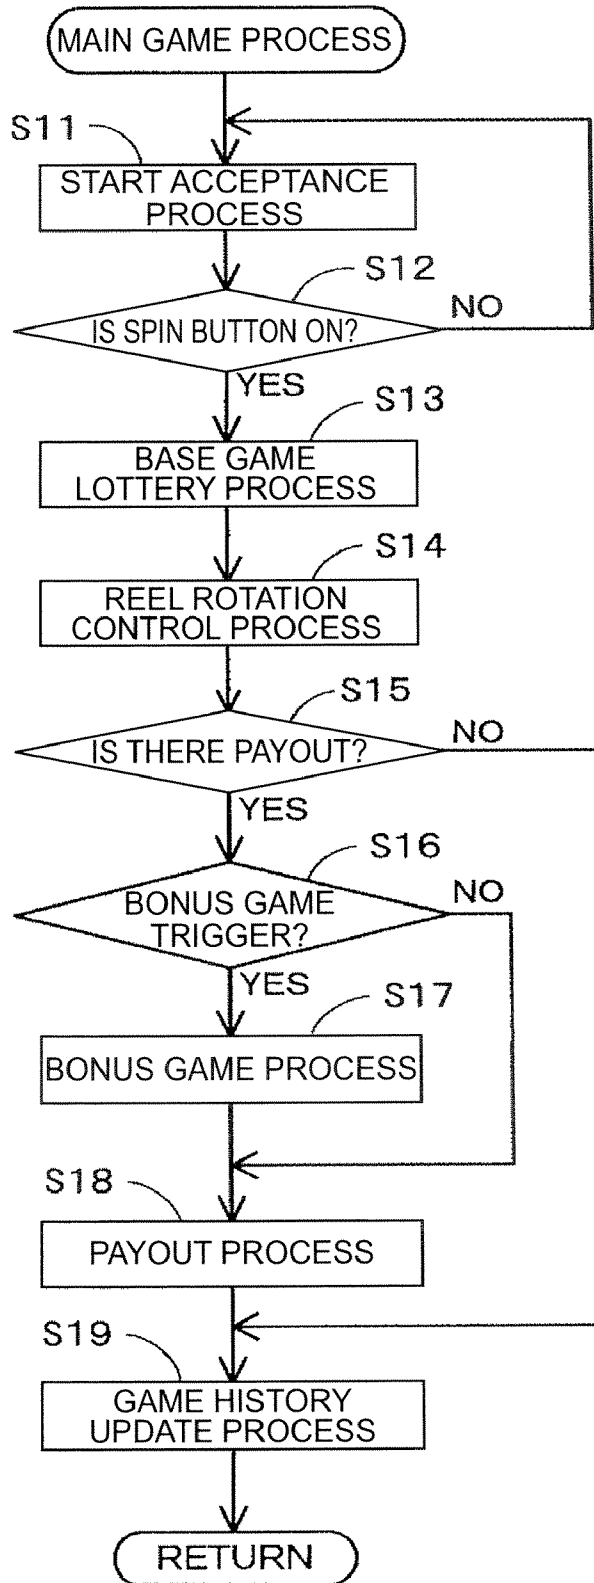 MAIN GAME PROCESS
S11
START ACCEPTANCE
PROCESS
S12
IS SPIN BUTTON ON?
NO
YES
S13
BASE GAME
LOTTERY PROCESS
S14
REEL ROTATION
CONTROL PROCESS
S15
IS THERE PAYOUT?
NO
YES
S16
BONUS GAME
TRIGGER?
NO
YES
S17
BONUS GAME PROCESS
S18
PAYOUT PROCESS
S19
GAME HISTORY
UPDATE PROCESS
RETURN